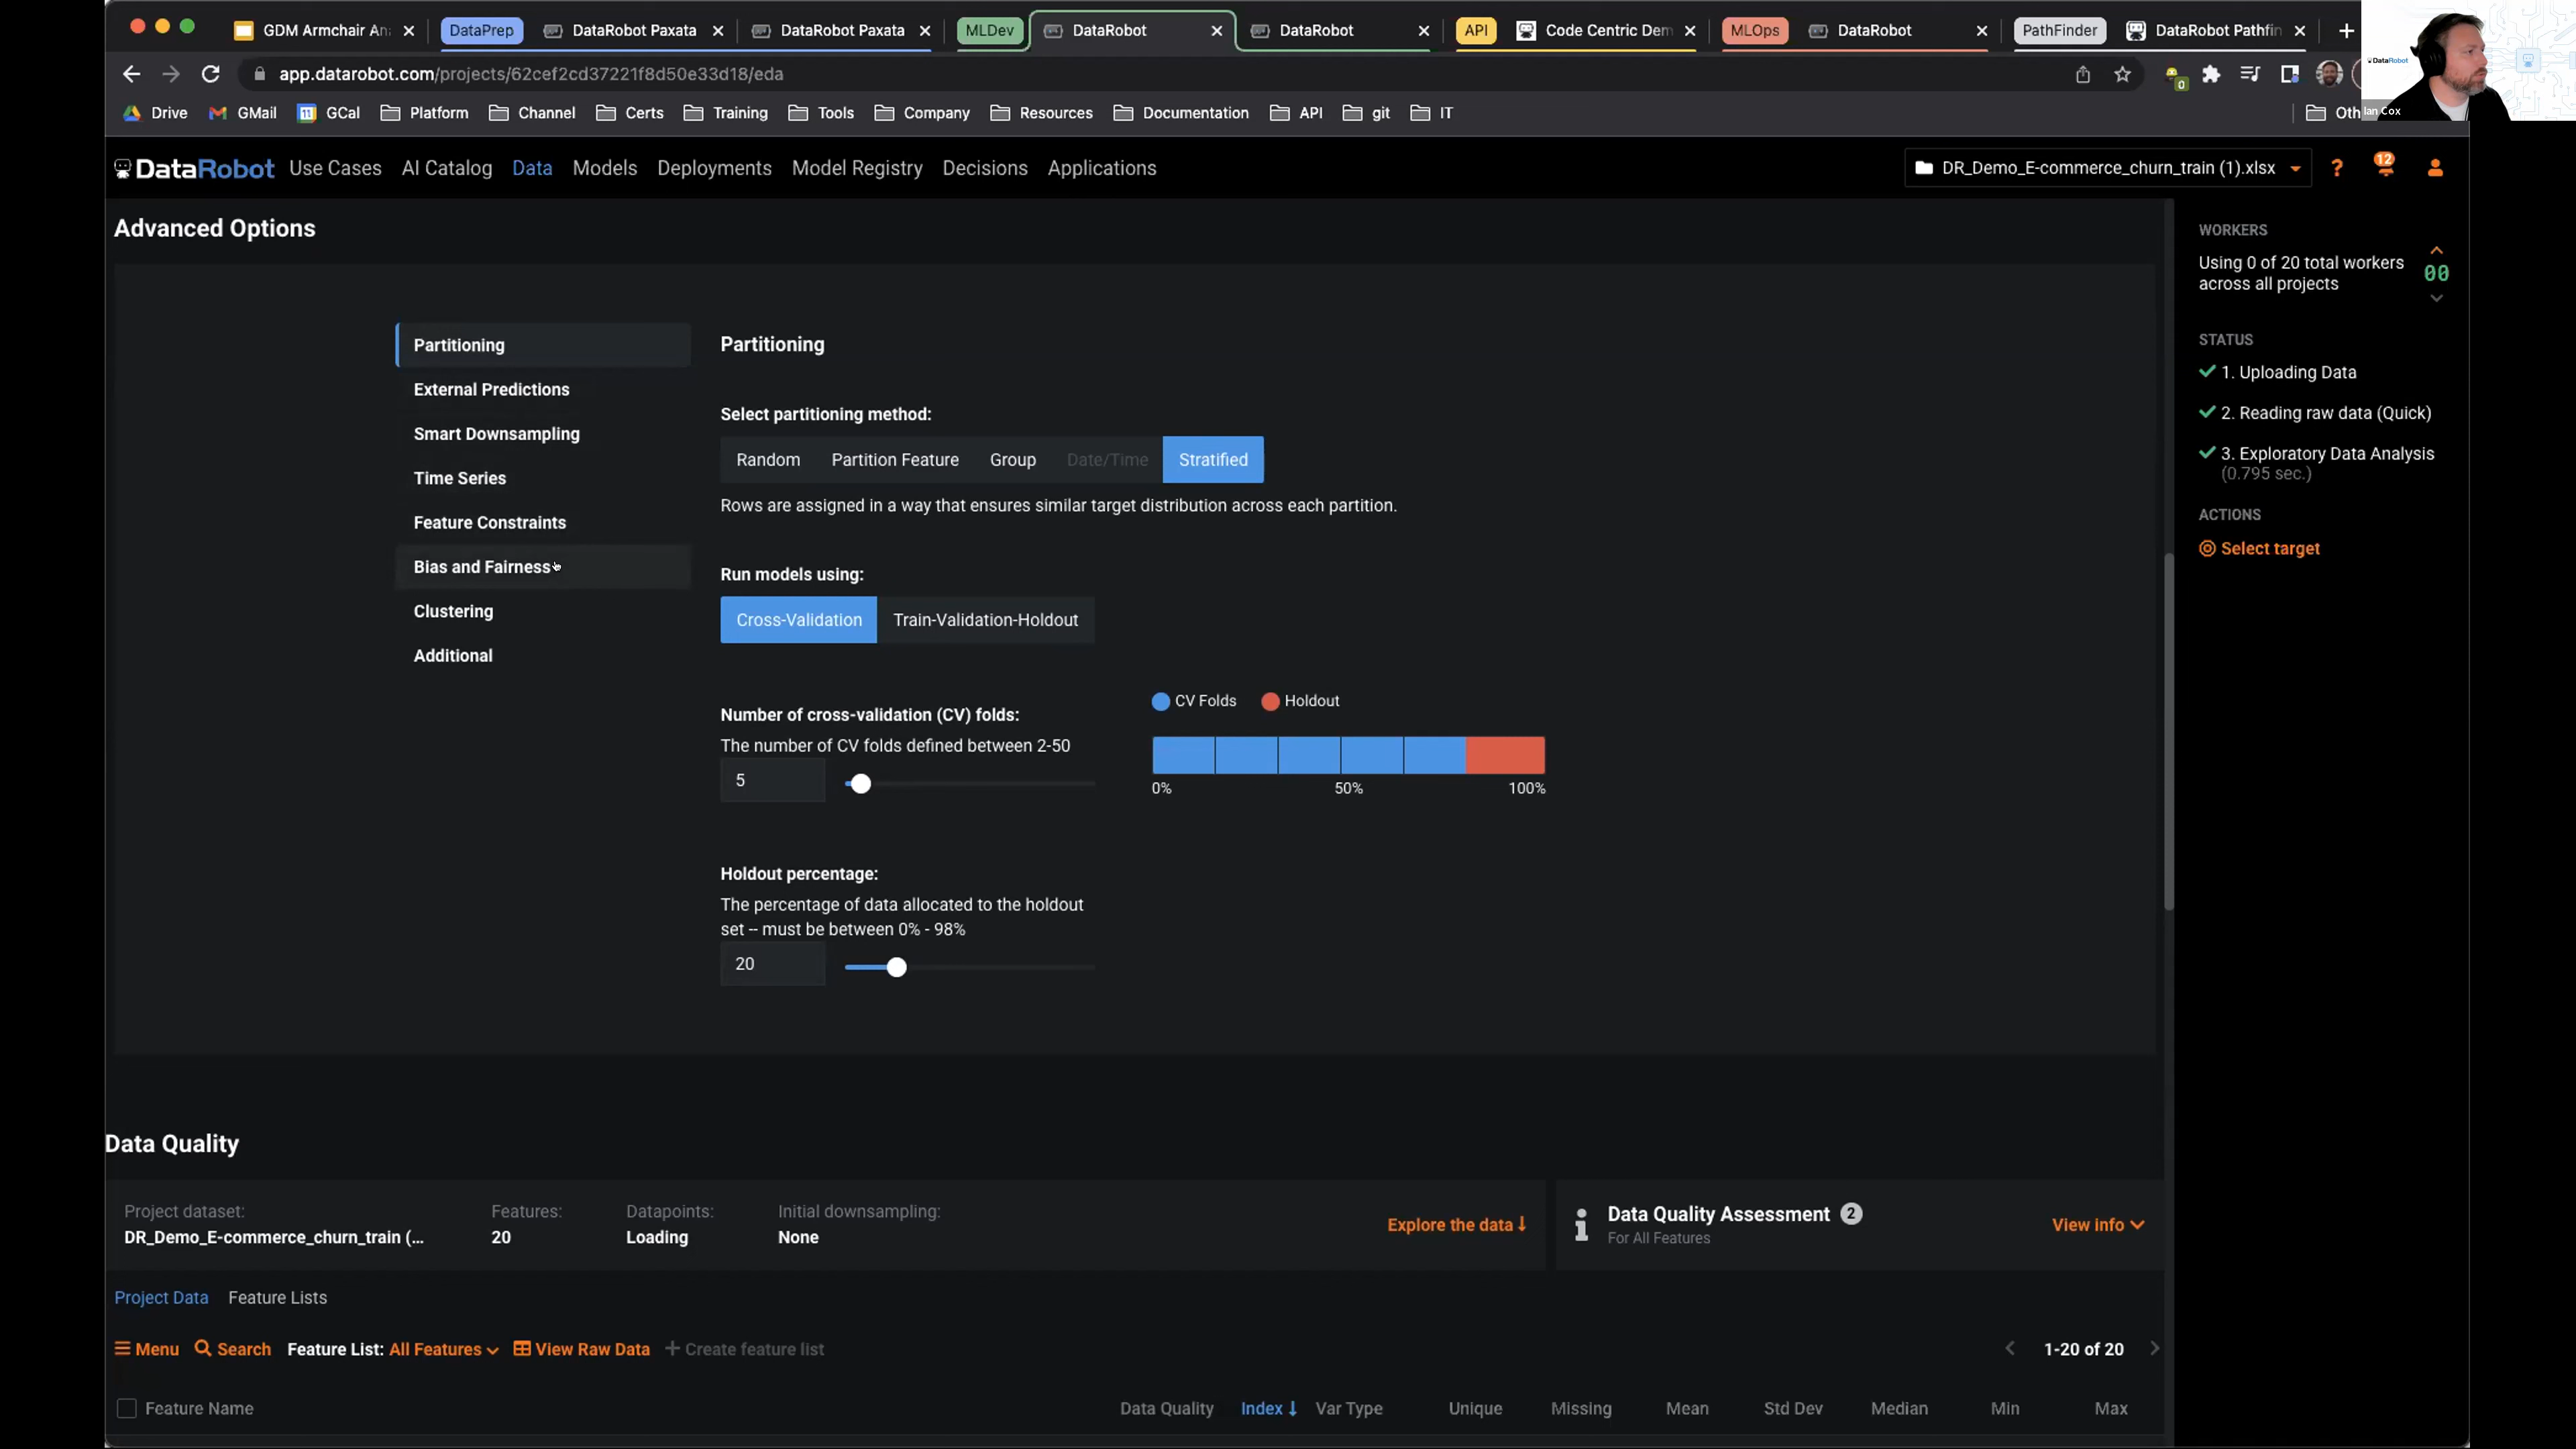 GDM Armchair An
DataPrep
DataRobot Paxata
DataRobot Paxata
MLDev
DataRobot
DataRobot
API
Code Centric Dem
MLOps
DataRobot
PathFinder
DataRobot Pathfin
app.datarobot.com/projects/62cef2cd37221f8d50e33d18/eda
0
DataRobot
Ian Cox
Drive
GMail
11
GCal
Platform
Channel
Certs
Training
Tools
Company
Resources
Documentation
API
git
IT
Oth
DataRobot
Use Cases
AI Catalog
Data
Models
Deployments
Model Registry
Decisions
Applications
DR_Demo_E-commerce_churn_train (1).xlsx
?
12
Advanced Options
Partitioning
External Predictions
Smart Downsampling
Time Series
Feature Constraints
Bias and Fairness
Clustering
Additional
Partitioning
Select partitioning method:
Random Partition Feature Group Date/Time Stratified
Rows are assigned in a way that ensures similar target distribution across each partition.
Run models using:
Cross-Validation Train-Validation-Holdout
Number of cross-validation (CV) folds:
The number of CV folds defined between 2-50
5
CV Folds Holdout
0% 50% 100%
Holdout percentage:
The percentage of data allocated to the holdout
set -- must be between 0% - 98%
20
WORKERS
Using 0 of 20 total workers
across all projects
00
STATUS
1. Uploading Data
2. Reading raw data (Quick)
3. Exploratory Data Analysis
(0.795 sec.)
ACTIONS
Select target
Data Quality
Project dataset:
DR_Demo_E-commerce_churn_train (...
Features:
20
Datapoints:
Loading
Initial downsampling:
None
Explore the data
Data Quality Assessment 2
For All Features
View info
Project Data Feature Lists
Menu Search Feature List: All Features View Raw Data + Create feature list
1-20 of 20
Feature Name Data Quality Index Var Type Unique Missing Mean Std Dev Median Min Max